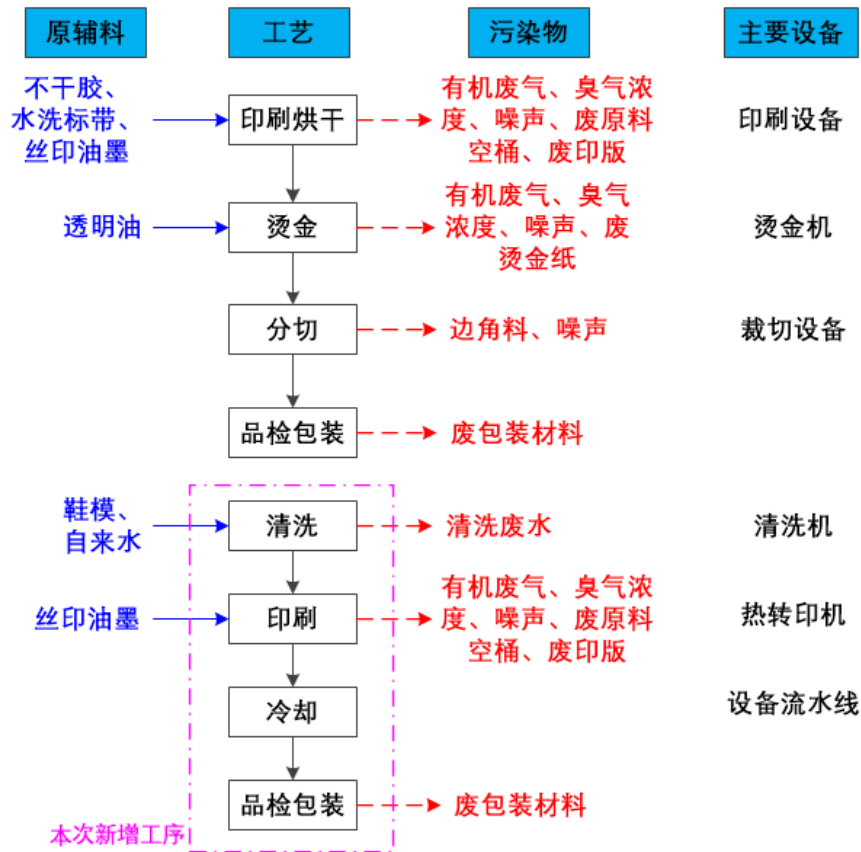 原辅料 工艺 污染物 主要设备
不干胶、
水洗标带、
丝印油墨
印刷烘干
有机废气、臭气浓
度、噪声、废原料
空桶、废印版
印刷设备
透明油
烫金
有机废气、臭气
浓度、噪声、废
烫金纸
烫金机
分切
边角料、噪声
裁切设备
品检包装
废包装材料
鞋模、
自来水
清洗
清洗废水
清洗机
丝印油墨
印刷
有机废气、臭气浓
度、噪声、废原料
空桶、废印版
热转印机
冷却
设备流水线
品检包装
废包装材料
本次新增工序